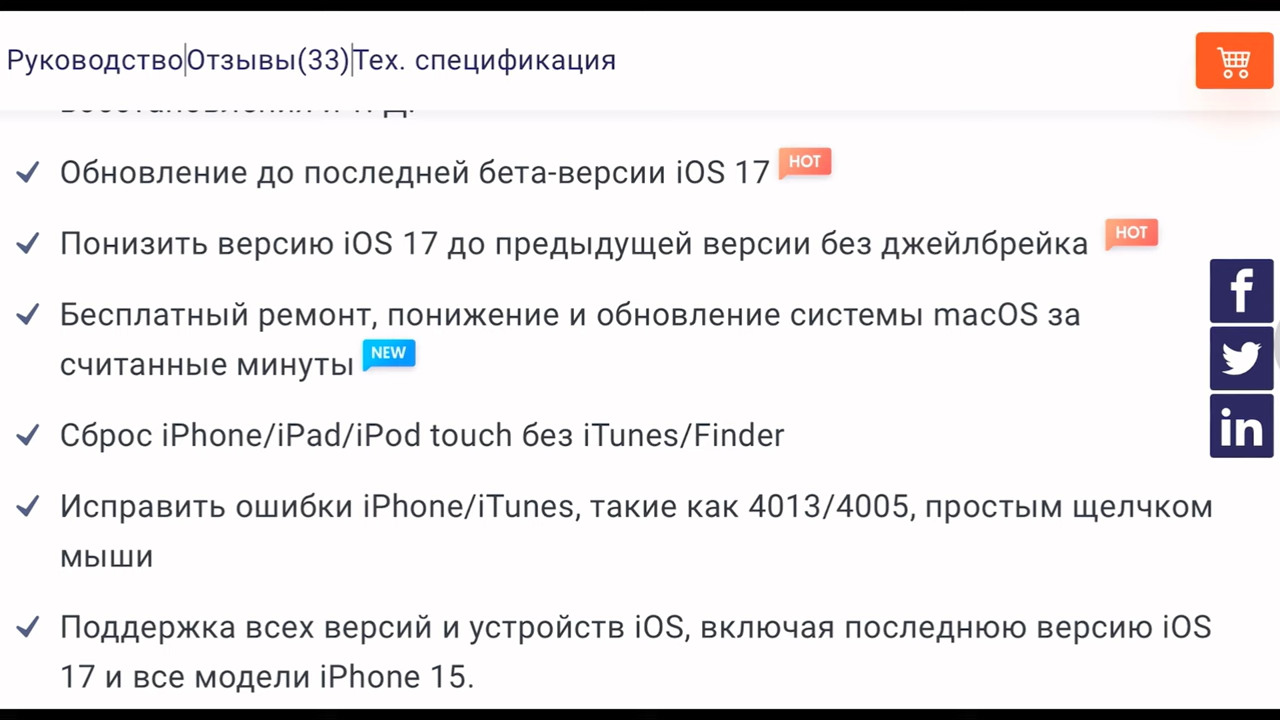 Руководство|Отзывы(33)|Тех. спецификация
Обновление до последней бета-версии iOS 17 HOT
Понизить версию iOS 17 до предыдущей версии без джейлбрейка HOT
Бесплатный ремонт, понижение и обновление системы macOS за
считанные минуты NEW
Сброс iPhone/iPad/iPod touch без iTunes/Finder
Исправить ошибки iPhone/iTunes, такие как 4013/4005, простым щелчком
мыши
Поддержка всех версий и устройств iOS, включая последнюю версию iOS
17 и все модели iPhone 15.